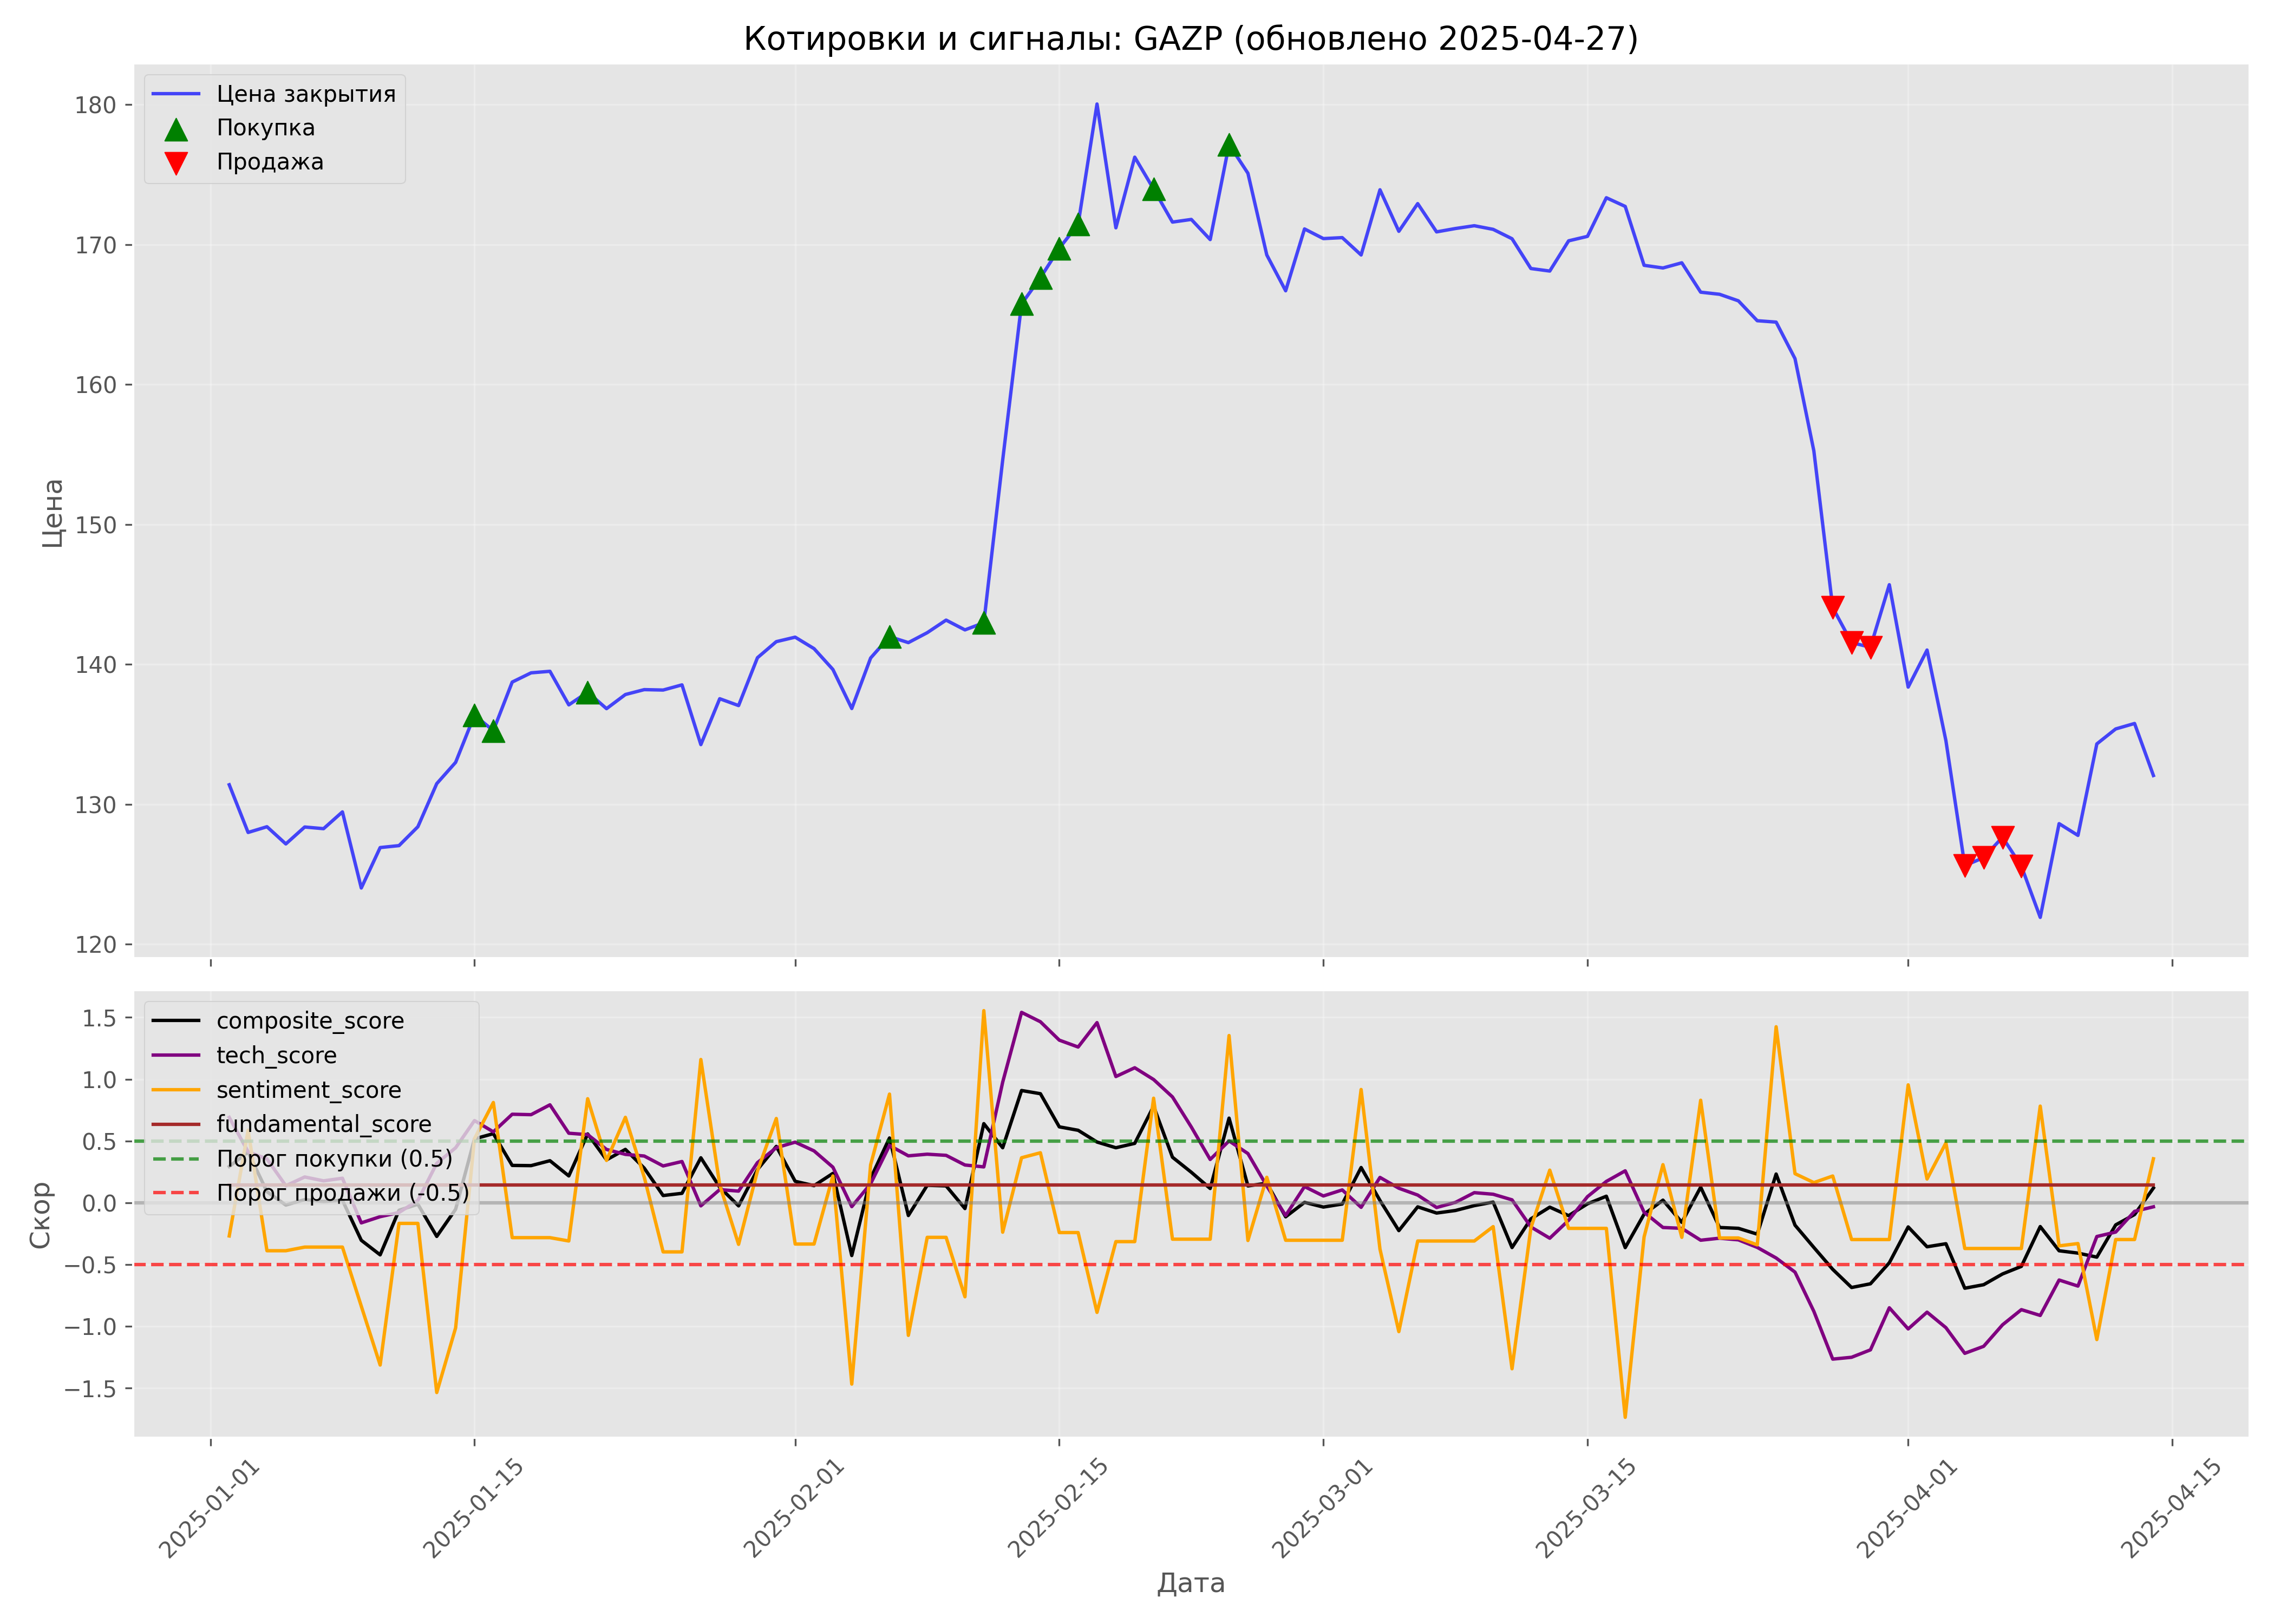 Котировки и сигналы: GAZP (обновлено 2025-04-27)
Цена закрытия
Покупка
Продажа
180
170
160
150
140
130
120
Цена
composite_score
tech_score
sentiment_score
fundamental_score
Порог покупки (0.5)
Порог продажи (-0.5)
1.5
1.0
0.5
0.0
−0.5
−1.0
−1.5
Скор
2025-01-01
2025-01-15
2025-02-01
2025-02-15
2025-03-01
2025-03-15
2025-04-01
2025-04-15
Дата